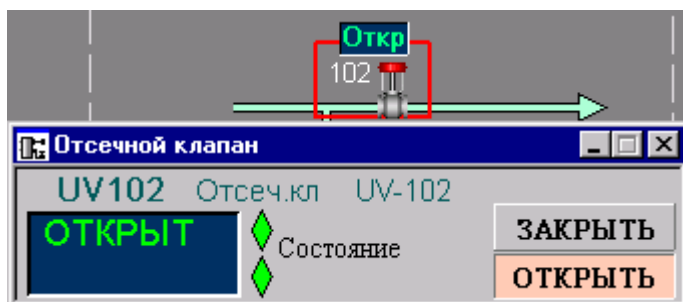 Откр
102
Отсечной клапан
UV102 Отсеч.кл UV-102
ОТКРЫТ
Состояние
ЗАКРЫТЬ
ОТКРЫТЬ